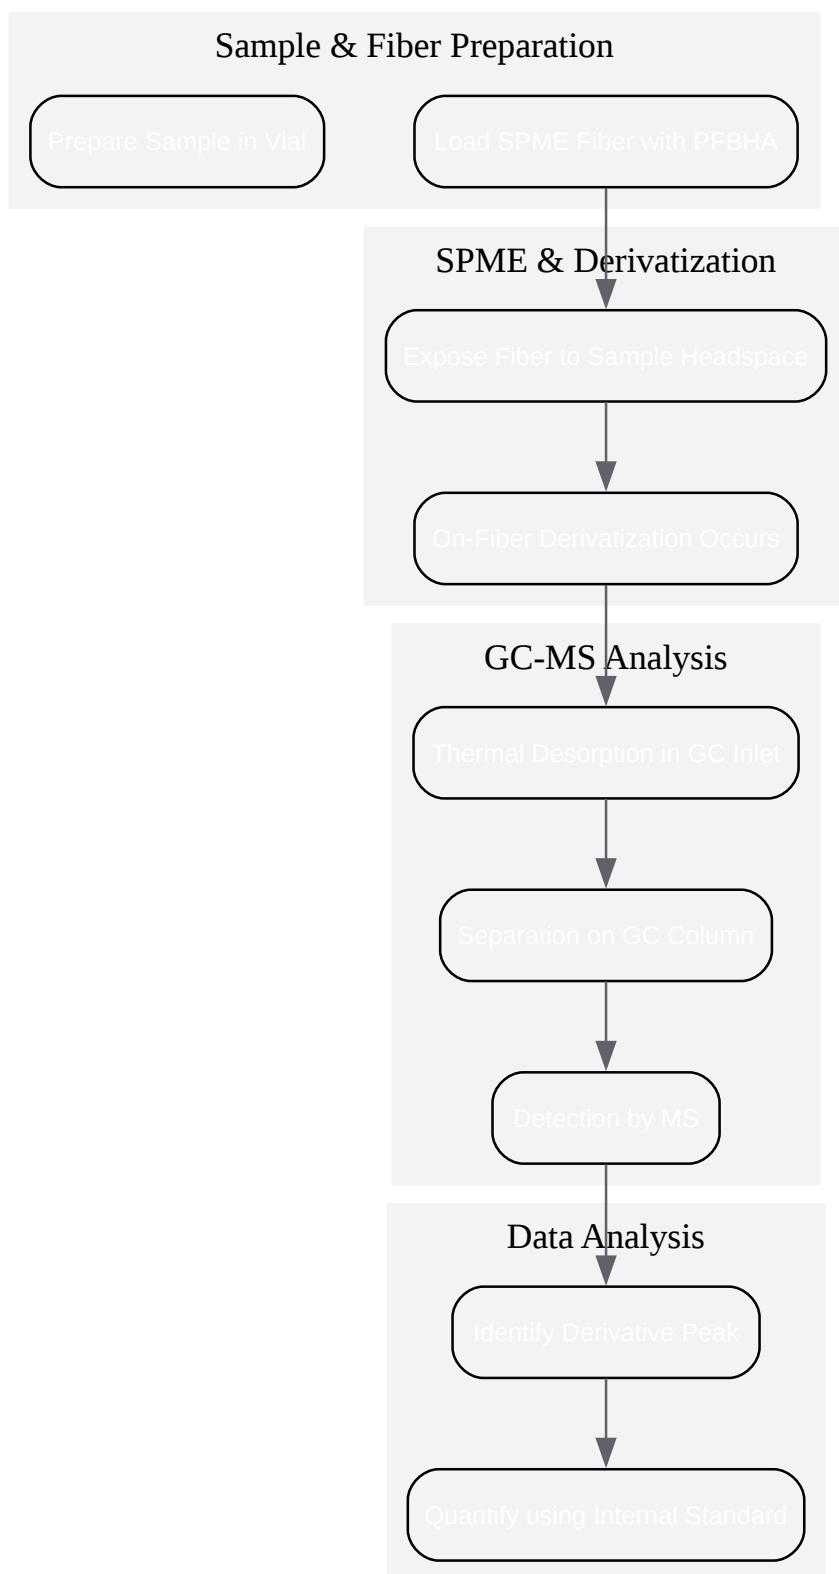 Sample & Fiber Preparation
Prepare Sample in Vial
Load SPME Fiber with PFBHA
SPME & Derivatization
Expose Fiber to Sample Headspace
On-Fiber Derivatization Occurs
GC-MS Analysis
Thermal Desorption in GC Inlet
Separation on GC Column
Detection by MS
Data Analysis
Identify Derivative Peak
Quantify using Internal Standard